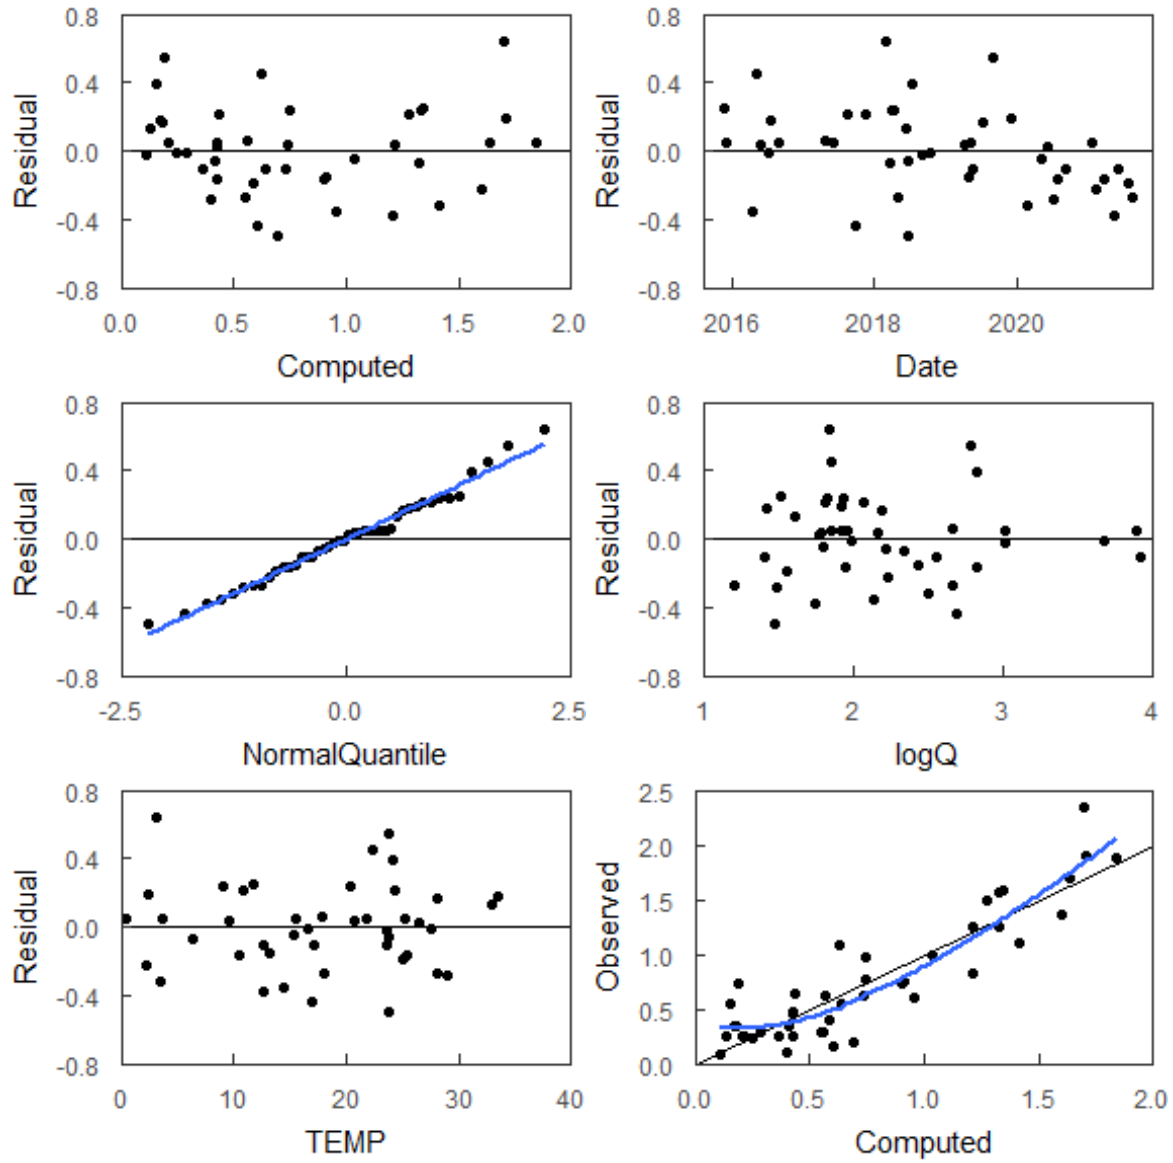 0.8 0.8
0.4 0.4
Residual 0.0 Residual 0.0
-0.4 -0.4
-0.8 -0.8
0.0 0.5 1.0 1.5 2.0 2016 2018 2020
Computed Date
0.8 0.8
0.4 0.4
Residual 0.0 Residual 0.0
-0.4 -0.4
-0.8 -0.8
-2.5 0.0 2.5 1 2 3 4
NormalQuantile logQ
0.8 2.5
0.4 2.0
Residual 0.0 Observed 1.5
-0.4 1.0
-0.8 0.5
0.0
0 10 20 30 40 0.0 0.5 1.0 1.5 2.0
TEMP Computed